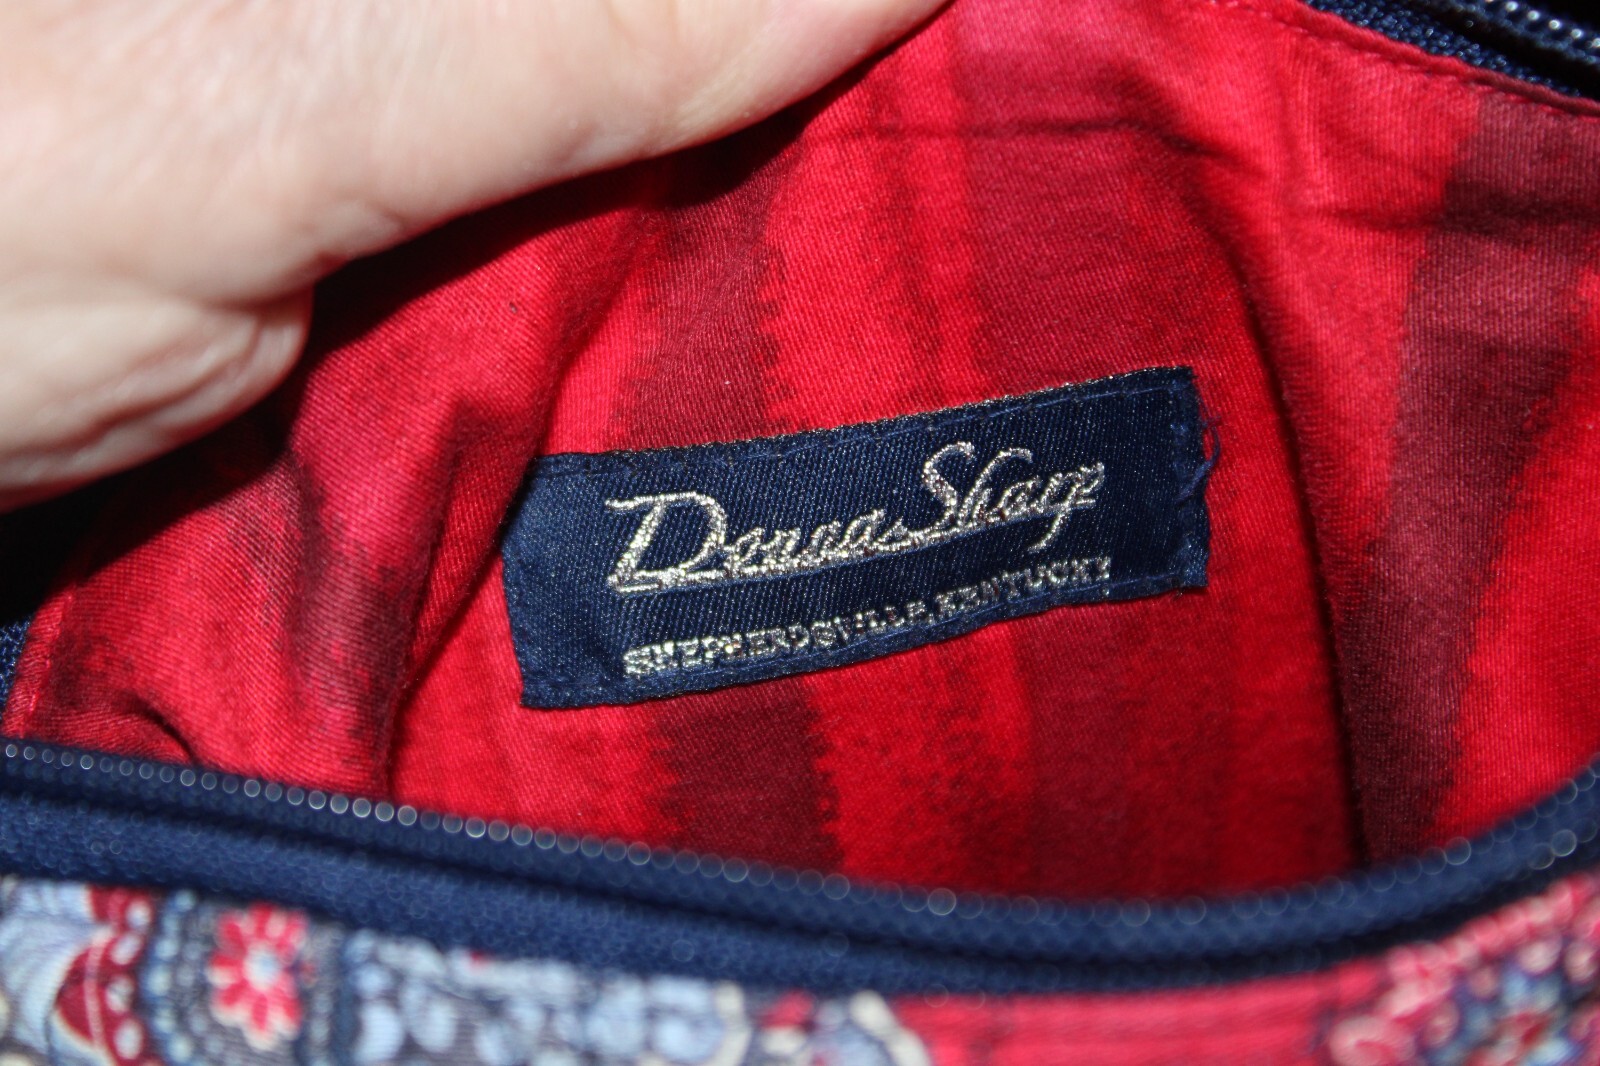 Donna Sharp
SHEPHERDSVILLE, KENTUCKY